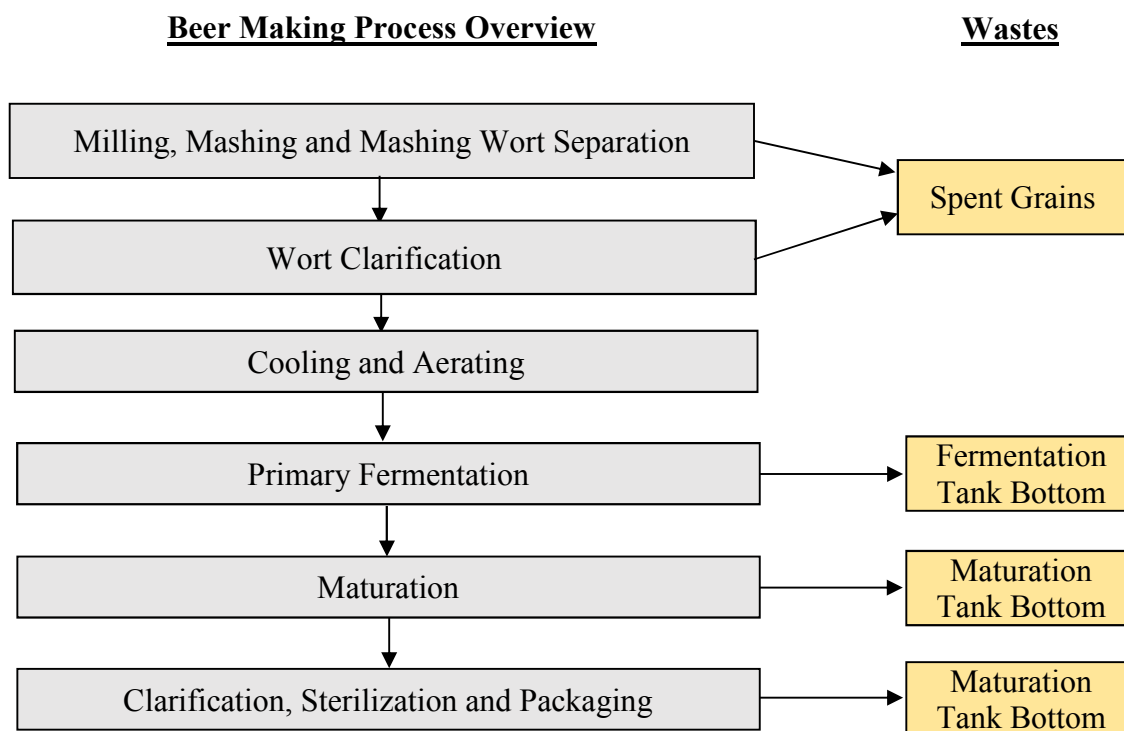 Beer Making Process Overview
Wastes
Milling, Mashing and Mashing Wort Separation
Spent Grains
Wort Clarification
Cooling and Aerating
Primary Fermentation
Fermentation
Tank Bottom
Maturation
Maturation
Tank Bottom
Clarification, Sterilization and Packaging
Maturation
Tank Bottom